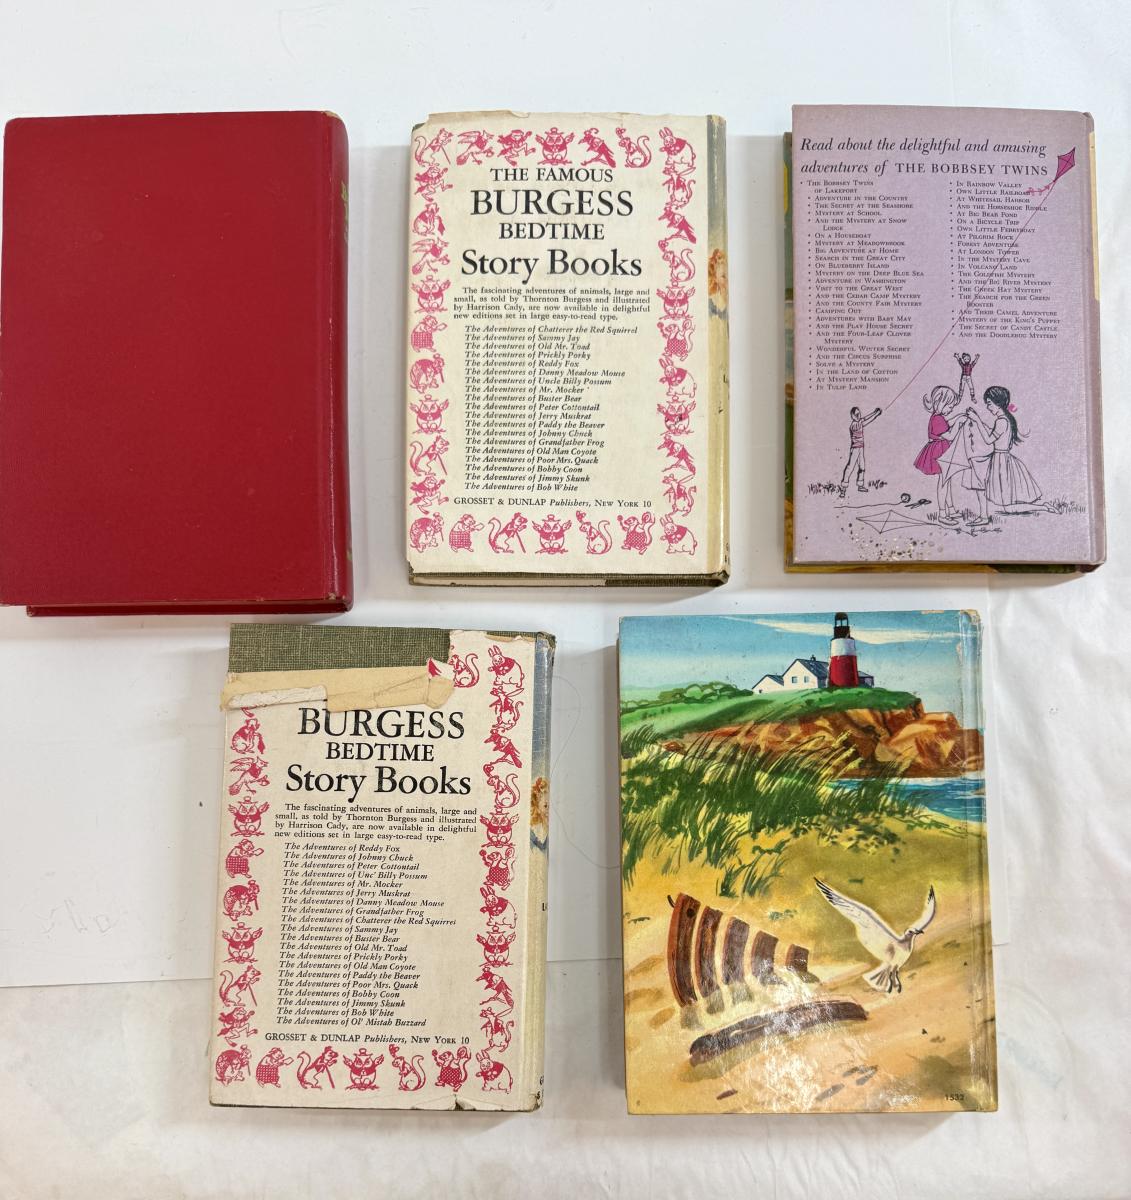 THE FAMOUS
BURGESS
BEDTIME
Story Books
The fascinating adventures of animals, large and
small, as told by Thornton Burgess and illustrated
by Harrison Cady, are now available in delightful
new editions set in large easy-to-read type.
The Adventures of Chatterer the Red Squirrel
The Adventures of Sammy Jay
The Adventures of Old Mr. Toad
The Adventures of Prickly Porky
The Adventures of Reddy Fox
The Adventures of Danny Meadow Mouse
The Adventures of Uncle Billy Possum
The Adventures of Mr. Mocker
The Adventures of Buster Bear
The Adventures of Peter Cottontail
The Adventures of Jerry Muskrat
The Adventures of Paddy the Beaver
The Adventures of Johnny Chuck
The Adventures of Grandfather Frog
The Adventures of Old Man Coyote
The Adventures of Poor Mrs. Quack
The Adventures of Bobby Coon
The Adventures of Jimmy Skunk
The Adventures of Bob White
GROSSET & DUNLAP Publishers, NEW YORK 10
Read about the delightful and amusing
adventures of THE BOBBSEY TWINS
• THE BOBBSEY TWINS
OF LAKEPORT
• ADVENTURE IN THE COUNTRY
• THE SECRET AT THE SEASHORE
• MYSTERY AT SCHOOL
• AND THE MYSTERY AT SNOW
LODGE
• ON A HOUSEBOAT
• MYSTERY AT MEADOWBROOK
• BIG ADVENTURE AT HOME
• SEARCH IN THE GREAT CITY
• ON BLUEBERRY ISLAND
• MYSTERY ON THE DEEP BLUE SEA
• ADVENTURE IN WASHINGTON
• VISIT TO THE GREAT WEST
• AND THE CEDAR CAMP MYSTERY
• AND THE COUNTY FAIR MYSTERY
• CAMPING OUT
• ADVENTURES WITH BABY MAY
• AND THE PLAY HOUSE SECRET
• AND THE FOUR-LEAF CLOVER
MYSTERY
• WONDERFUL WINTER SECRET
• AND THE CIRCUS SURPRISE
• SOLVE A MYSTERY
• IN THE LAND OF COTTON
• AT MYSTERY MANSION
• IN TULIP LAND
• IN RAINBOW VALLEY
• OWN LITTLE RAILROAD
• AT WHITESAIL HARBOR
• AND THE HORSESHOE RIDDLE
• AT BIG BEAR POND
• ON A BICYCLE TRIP
• OWN LITTLE FERRYBOAT
• AT PILGRIM ROCK
• FOREST ADVENTURE
• AT LONDON TOWER
• IN THE MYSTERY CAVE
• IN VOLCANO LAND
• THE GOLDFISH MYSTERY
• AND THE BIG RIVER MYSTERY
• THE GREEK HAT MYSTERY
• THE SEARCH FOR THE GREEN
ROOSTER
• AND THEIR CAMEL ADVENTURE
• MYSTERY OF THE KING'S PUPPET
• THE SECRET OF CANDY CASTLE
• AND THE DOODLEBUG MYSTERY
BURGESS
BEDTIME
Story Books
The fascinating adventures of animals, large and
small, as told by Thornton Burgess and illustrated
by Harrison Cady, are now available in delightful
new editions set in large easy-to-read type.
The Adventures of Reddy Fox
The Adventures of Johnny Chuck
The Adventures of Peter Cottontail
The Adventures of Unc' Billy Possum
The Adventures of Mr. Mocker
The Adventures of Jerry Muskrat
The Adventures of Danny Meadow Mouse
The Adventures of Grandfather Frog
The Adventures of Chatterer the Red Squirrel
The Adventures of Sammy Jay
The Adventures of Buster Bear
The Adventures of Old Mr. Toad
The Adventures of Prickly Porky
The Adventures of Old Man Coyote
The Adventures of Paddy the Beaver
The Adventures of Poor Mrs. Quack
The Adventures of Bobby Coon
The Adventures of Jimmy Skunk
The Adventures of Bob White
The Adventures of Ol' Mistah Buzzard
GROSSET & DUNLAP Publishers, NEW YORK 10
1532